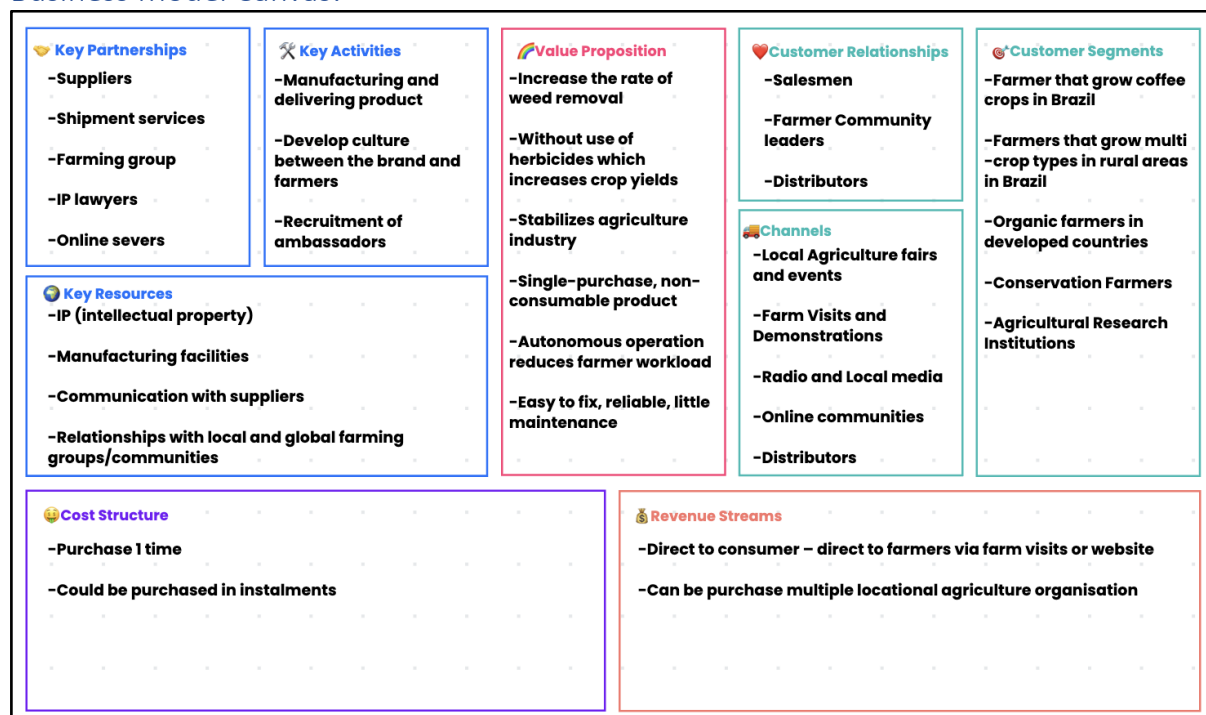 Key Partnerships
-Suppliers
-Shipment services
-Farming group
-IP lawyers
-Online severs
Key Activities
-Manufacturing and
delivering product
-Develop culture
between the brand and
farmers
-Recruitment of
ambassadors
Key Resources
-IP (intellectual property)
-Manufacturing facilities
-Communication with suppliers
-Relationships with local and global farming
groups/communities
Value Proposition
-Increase the rate of
weed removal
-Without use of
herbicides which
increases crop yields
-Stabilizes agriculture
industry
-Single-purchase, non-
consumable product
-Autonomous operation
reduces farmer workload
-Easy to fix, reliable, little
maintenance
Customer Relationships
-Salesmen
-Farmer Community
leaders
-Distributors
Channels
-Local Agriculture fairs
and events
-Farm Visits and
Demonstrations
-Radio and Local media
-Online communities
-Distributors
Customer Segments
-Farmer that grow coffee
crops in Brazil
-Farmers that grow multi
-crop types in rural areas
in Brazil
-Organic farmers in
developed countries
-Conservation Farmers
-Agricultural Research
Institutions
Cost Structure
-Purchase 1 time
-Could be purchased in instalments
Revenue Streams
-Direct to consumer – direct to farmers via farm visits or website
-Can be purchase multiple locational agriculture organisation